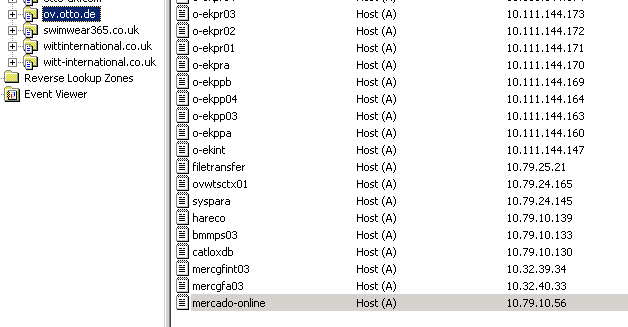 ov.otto.de
swimwear365.co.uk
wittinternational.co.uk
witt-international.co.uk
Reverse Lookup Zones
Event Viewer
o-ekpr03 Host (A) 10.111.144.173
o-ekpr02 Host (A) 10.111.144.172
o-ekpr01 Host (A) 10.111.144.171
o-ekpra Host (A) 10.111.144.170
o-ekppb Host (A) 10.111.144.169
o-ekpp04 Host (A) 10.111.144.164
o-ekpp03 Host (A) 10.111.144.163
o-ekppa Host (A) 10.111.144.160
o-ekint Host (A) 10.111.144.147
filetransfer Host (A) 10.79.25.21
ovwtsctx01 Host (A) 10.79.24.165
syspara Host (A) 10.79.24.145
hareco Host (A) 10.79.10.139
bmmps03 Host (A) 10.79.10.133
catloxdb Host (A) 10.79.10.130
mercgfint03 Host (A) 10.32.39.34
mercgfa03 Host (A) 10.32.40.33
mercado-online Host (A) 10.79.10.56